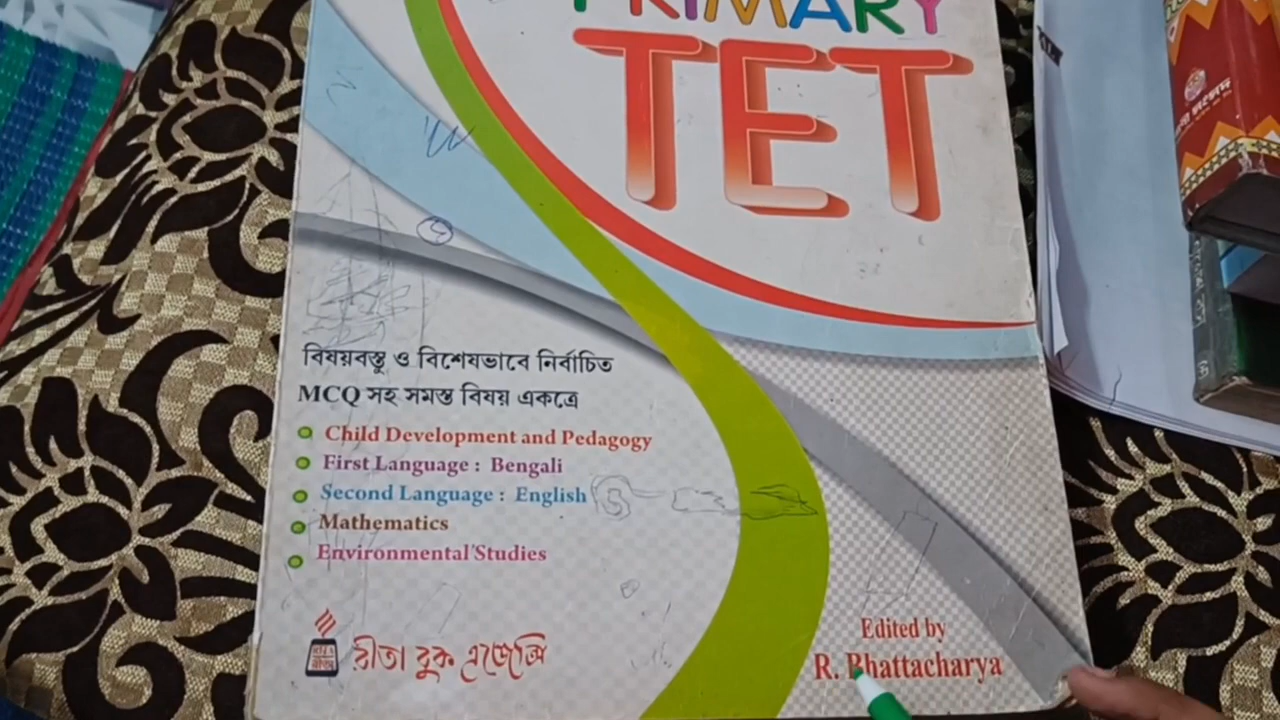 PRIMARY
TET
বিষয়বস্তু ও বিশেষভাবে নির্বাচিত
MCQ সহ সমস্ত বিষয় একত্রে
Child Development and Pedagogy
First Language : Bengali
Second Language : English
Mathematics
Environmental Studies
রীতা বুক এজেন্সি
Edited by
R. Bhattacharya